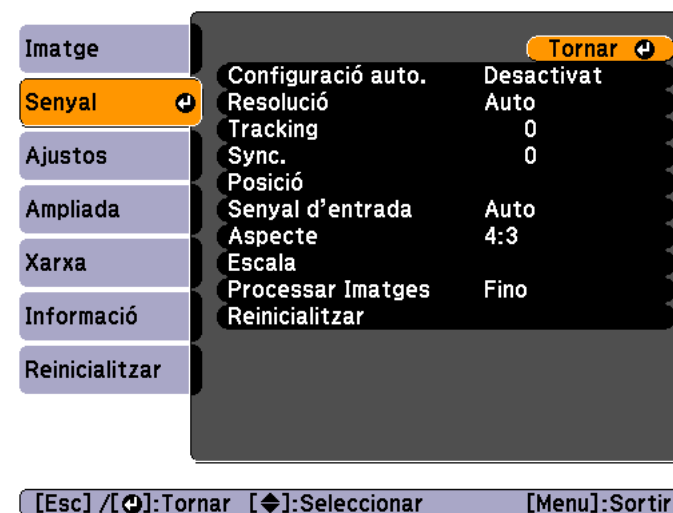 Imatge
Senyal
Ajustos
Ampliada
Xarxa
Informació
Reinicialitzar
Tornar
Configuració auto. Desactivat
Resolució Auto
Tracking 0
Sync. 0
Posició
Senyal d'entrada Auto
Aspecte 4:3
Escala
Processar Imatges Fino
Reinicialitzar
[Esc] /[⏎]:Tornar [◆]:Seleccionar [Menu]:Sortir